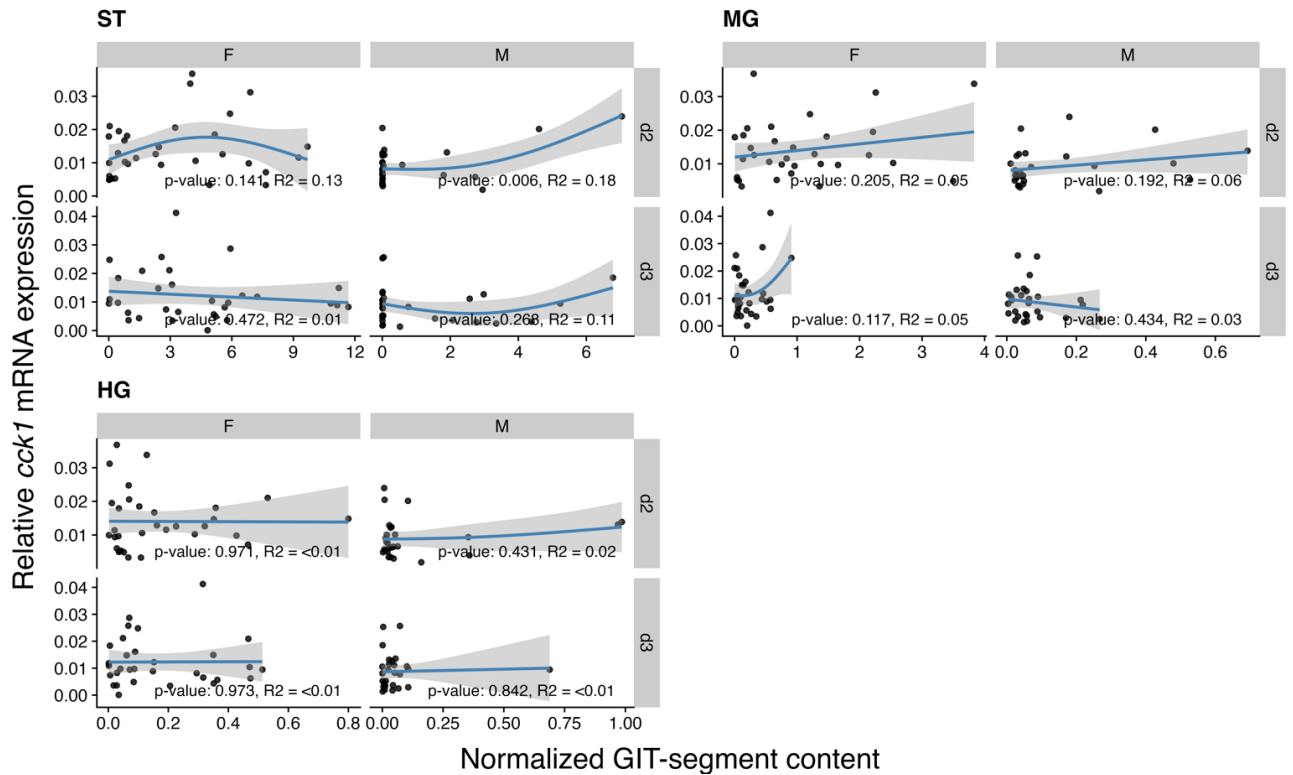 ST
F M
0.03
0.02
0.01
0.00
p-value: 0.141, R2 = 0.13
p-value: 0.006, R2 = 0.18
d2
0.04
0.03
0.02
0.01
0.00
p-value: 0.472, R2 = 0.01
p-value: 0.268, R2 = 0.11
d3
0 3 6 9 12 0 2 4 6
MG
F M
0.03
0.02
0.01
p-value: 0.205, R2 = 0.05
p-value: 0.192, R2 = 0.06
d2
0.04
0.03
0.02
0.01
0.00
p-value: 0.117, R2 = 0.05
p-value: 0.434, R2 = 0.03
d3
0 1 2 3 4 0.0 0.2 0.4 0.6
HG
F M
0.03
0.02
0.01
p-value: 0.971, R2 = <0.01
p-value: 0.431, R2 = 0.02
d2
0.04
0.03
0.02
0.01
0.00
p-value: 0.973, R2 = <0.01
p-value: 0.842, R2 = <0.01
d3
0.0 0.2 0.4 0.6 0.8 0.00 0.25 0.50 0.75 1.00
Relative cck1 mRNA expression
Normalized GIT-segment content